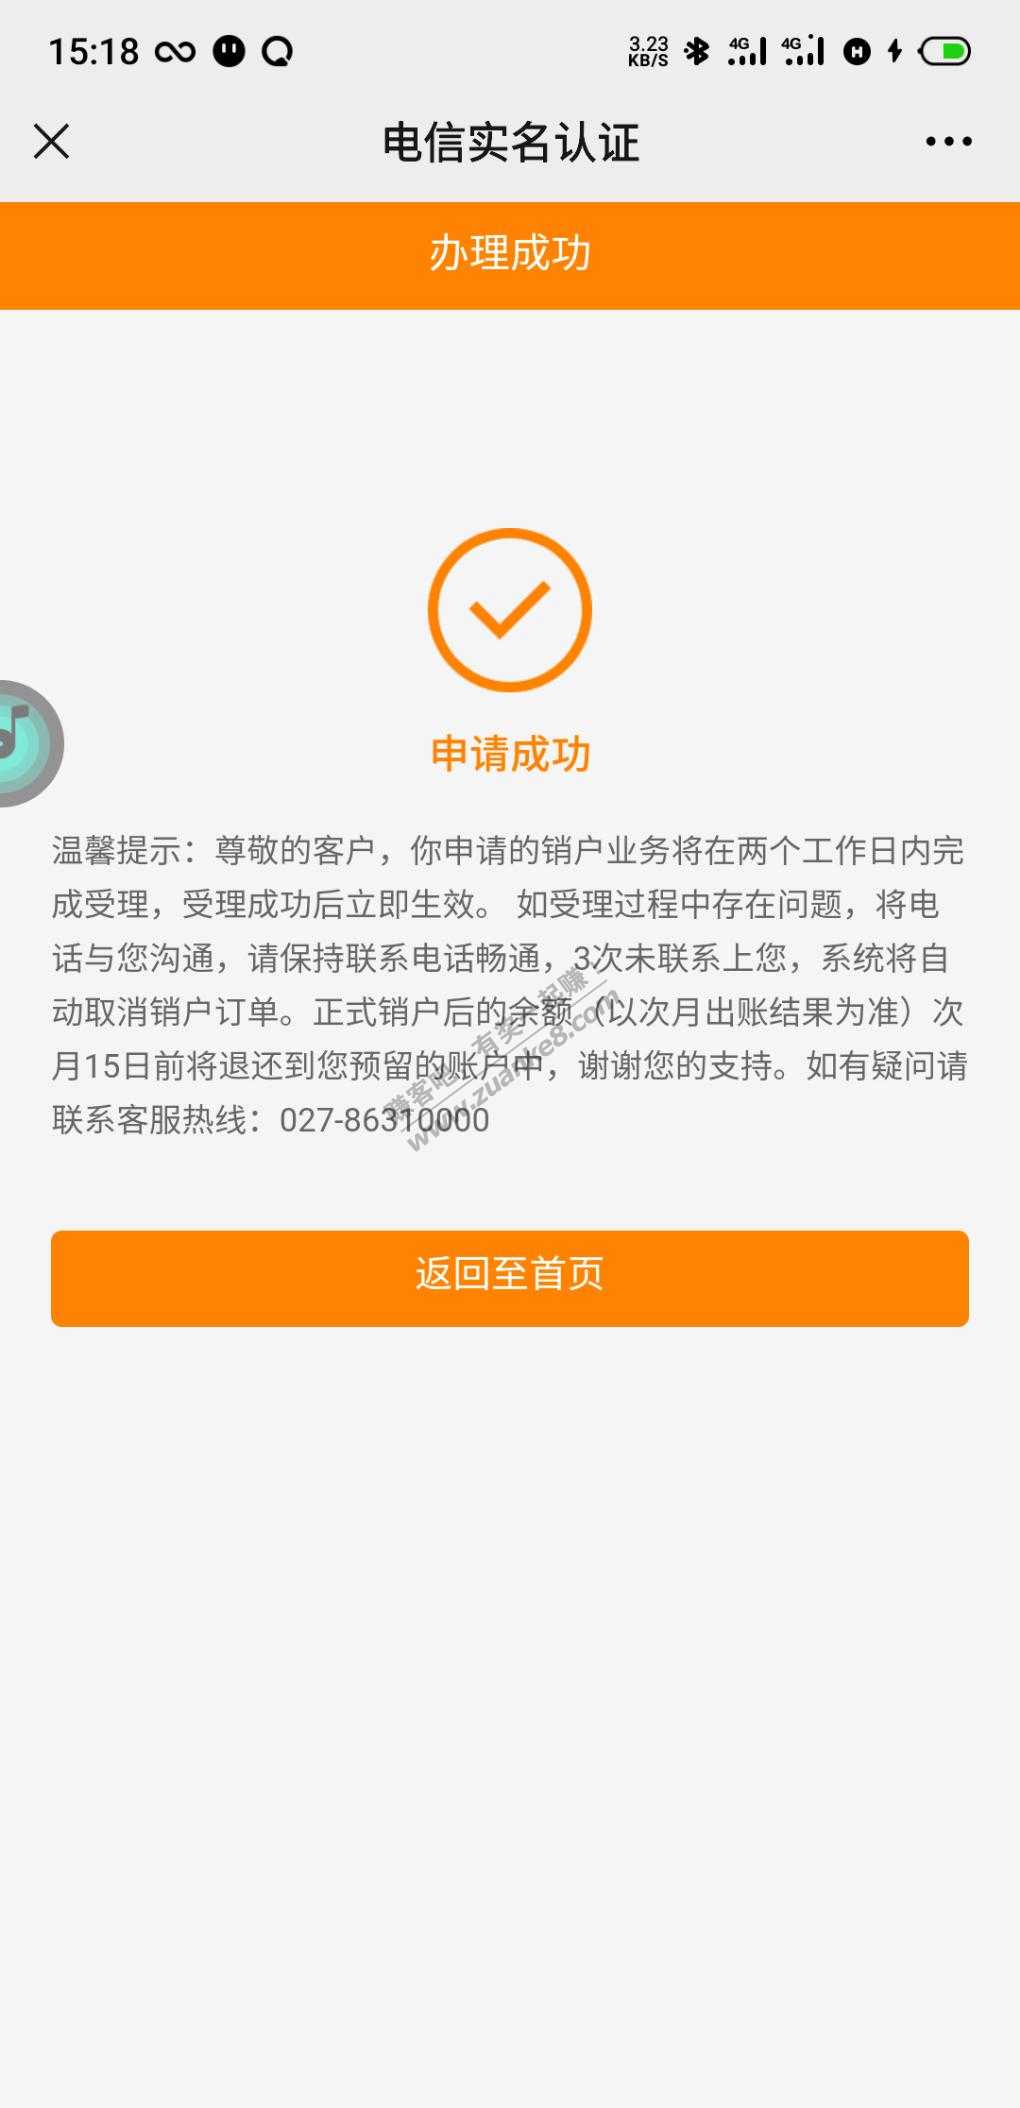 15:18
3.23
KB/S
4G
4G
H
电信实名认证
办理成功
申请成功
温馨提示：尊敬的客户，你申请的销户业务将在两个工作日内完
成受理，受理成功后立即生效。 如受理过程中存在问题，将电
话与您沟通，请保持联系电话畅通，3次未联系上您，系统将自
动取消销户订单。正式销户后的余额（以次月出账结果为准）次
月15日前将退还到您预留的账户中，谢谢您的支持。如有疑问请
联系客服热线：027-86310000
赚客吧，有奖一起赚！
www.zuanke8.com
返回至首页